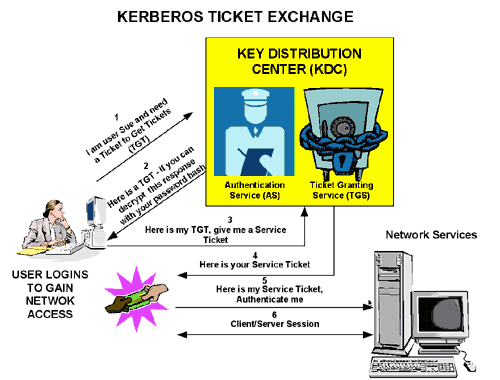 KERBEROS TICKET EXCHANGE
KEY DISTRIBUTION
CENTER (KDC)
Authentication
Service (AS)
Ticket Granting
Service (TGS)
1
I am user Sue and need
a Ticket to Get Tickets
(TGT)
2
Here is a TGT - If you can
decrypt this response
with your password hash
3
Here is my TGT, give me a Service
Ticket
4
Here is your Service Ticket
5
Here is my Service Ticket,
Authenticate me
6
Client/Server Session
USER LOGINS
TO GAIN
NETWOK
ACCESS
Network Services